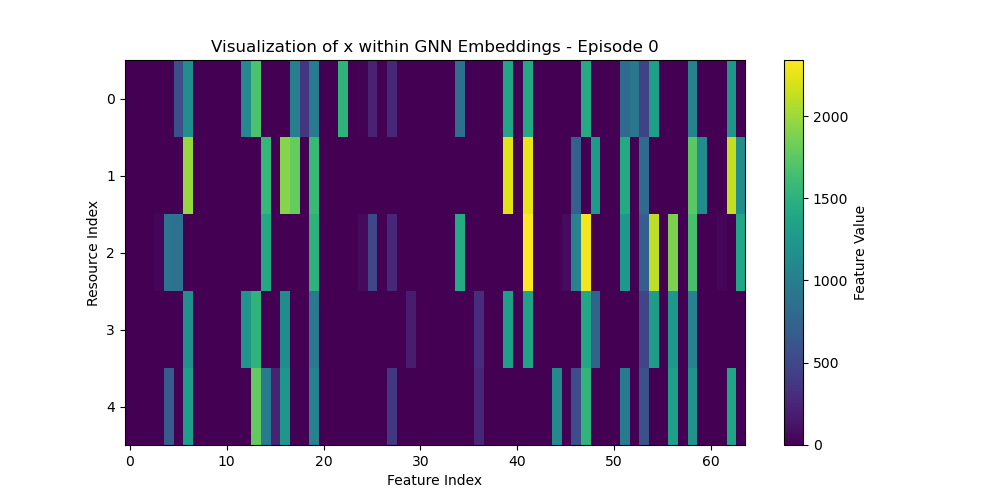 Visualization of x within GNN Embeddings - Episode 0
Resource Index
0
1
2
3
4
0 10 20 30 40 50 60
Feature Index
2000
1500
1000
500
0
Feature Value